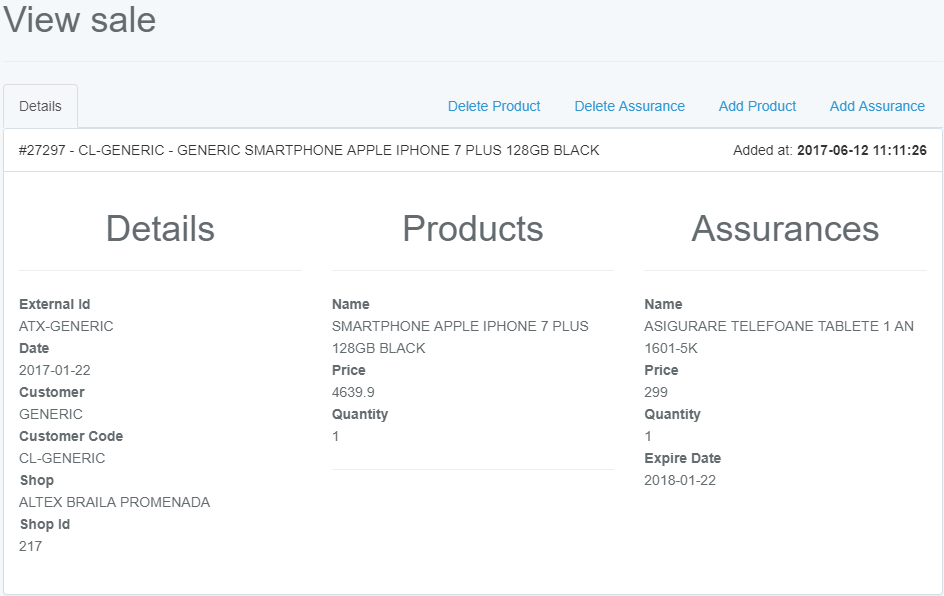 View sale
Details
Delete Product
Delete Assurance
Add Product
Add Assurance
#27297 - CL-GENERIC - GENERIC SMARTPHONE APPLE IPHONE 7 PLUS 128GB BLACK
Added at: 2017-06-12 11:11:26
Details
External Id
ATX-GENERIC
Date
2017-01-22
Customer
GENERIC
Customer Code
CL-GENERIC
Shop
ALTEX BRAILA PROMENADA
Shop Id
217
Products
Name
SMARTPHONE APPLE IPHONE 7 PLUS
128GB BLACK
Price
4639.9
Quantity
1
Assurances
Name
ASIGURARE TELEFOANE TABLETE 1 AN
1601-5K
Price
299
Quantity
1
Expire Date
2018-01-22